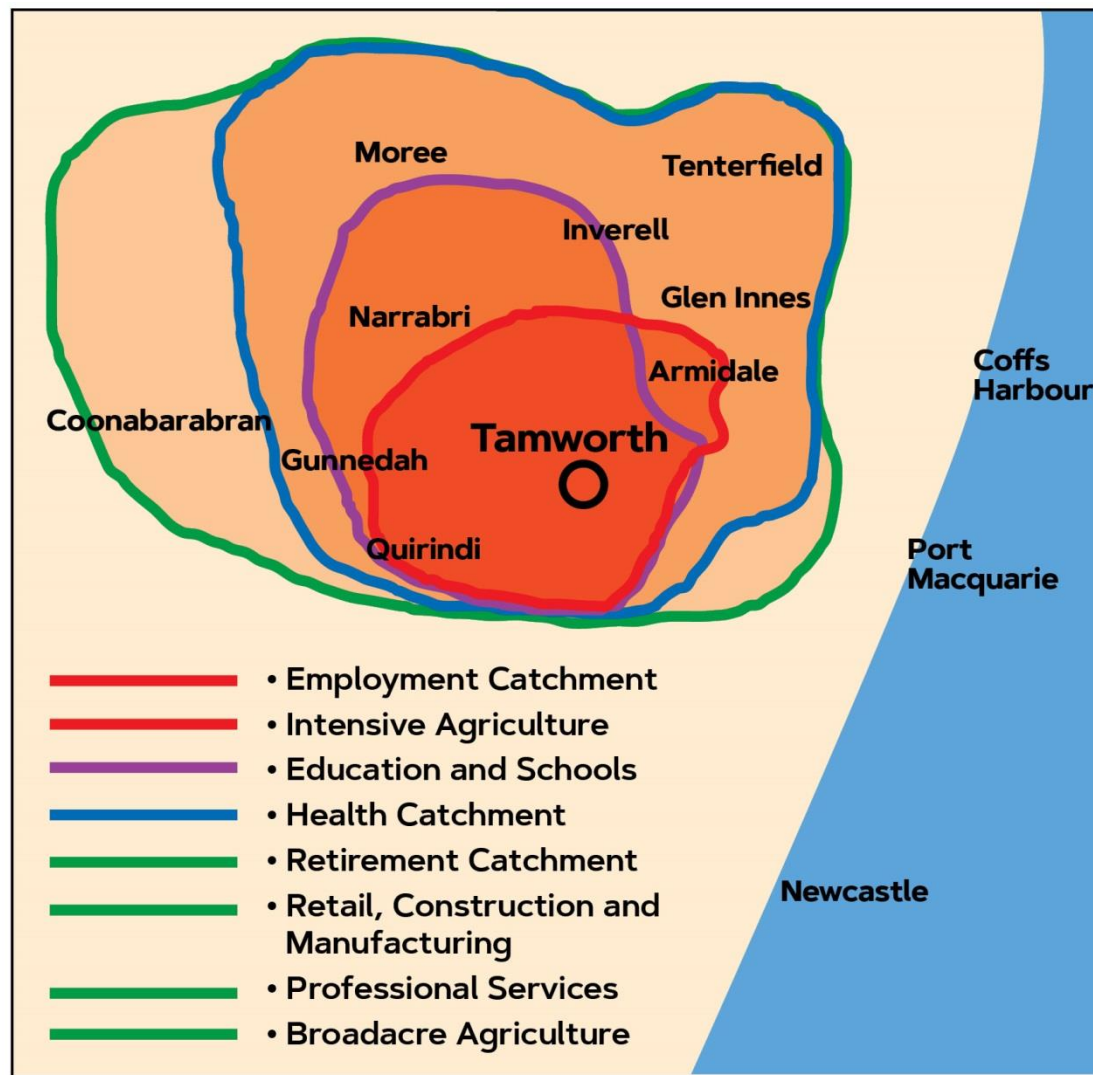 Moree
Tenterfield
Inverell
Glen Innes
Narrabri
Armidale
Coffs
Harbour
Coonabarabran
Tamworth
Gunnedah
Quirindi
Port
Macquarie
• Employment Catchment
• Intensive Agriculture
• Education and Schools
• Health Catchment
• Retirement Catchment
• Retail, Construction and
Manufacturing
Newcastle
• Professional Services
• Broadacre Agriculture